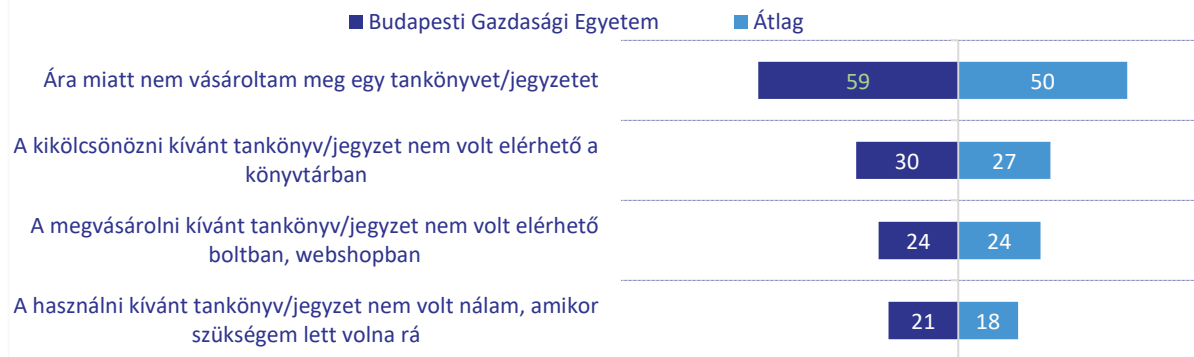 Budapesti Gazdasági Egyetem Átlag
Ára miatt nem vásároltam meg egy tankönyvet/jegyzetet 59 50
A kikölcsönözni kívánt tankönyv/jegyzet nem volt elérhető a
könyvtárban
30 27
A megvásárolni kívánt tankönyv/jegyzet nem volt elérhető
boltban, webshopban
24 24
A használni kívánt tankönyv/jegyzet nem volt nálam, amikor
szükségem lett volna rá
21 18